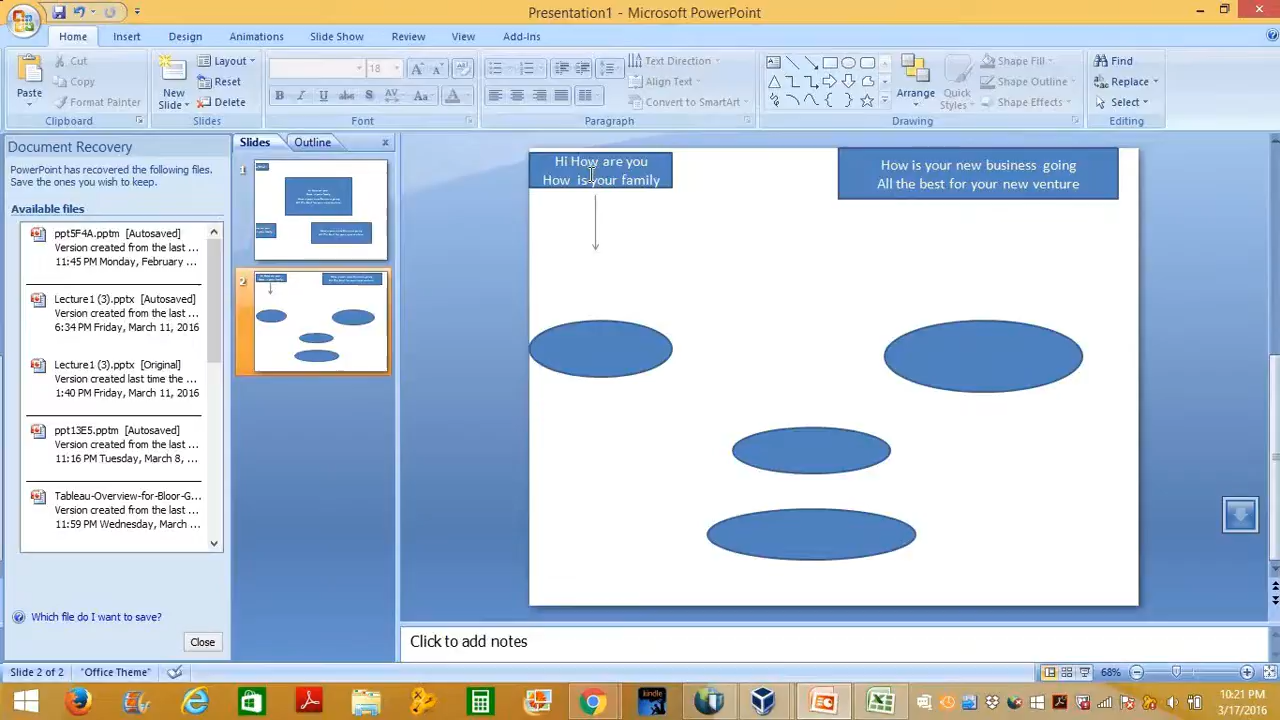 Presentation1 - Microsoft PowerPoint
Home Insert Design Animations Slide Show Review View Add-Ins
Paste
Cut
Copy
Format Painter
Clipboard
New
Slide
Layout
Reset
Delete
Slides
18
B I U abc S AV Aa A
Font
Text Direction
Align Text
Convert to SmartArt
Paragraph
Arrange
Quick
Styles
Shape Fill
Shape Outline
Shape Effects
Drawing
Find
Replace
Select
Editing
Document Recovery
PowerPoint has recovered the following files.
Save the ones you wish to keep.
Available files
ppt5F4A.pptm [Autosaved]
Version created from the last ...
11:45 PM Monday, February ...
Lecture1 (3).pptx [Autosaved]
Version created from the last ...
6:34 PM Friday, March 11, 2016
Lecture1 (3).pptx [Original]
Version created last time the ...
1:40 PM Friday, March 11, 2016
ppt13E5.pptm [Autosaved]
Version created from the last ...
11:16 PM Tuesday, March 8, ...
Tableau-Overview-for-Bloor-G...
Version created from the last ...
11:59 PM Wednesday, March ...
Which file do I want to save?
Close
Slides Outline
1
2
Hi How are you
How is your family
How is your new business going
All the best for your new venture
Click to add notes
Slide 2 of 2 "Office Theme" 68%
kindle
10:21 PM
3/17/2016